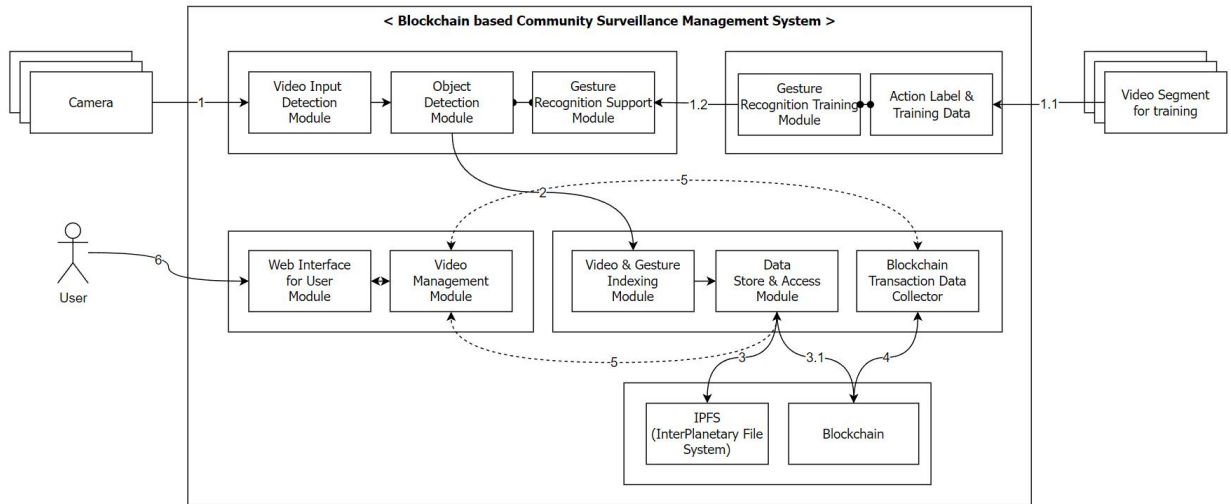 < Blockchain based Community Surveillance Management System >
Camera
1
Video Input
Detection
Module
Object
Detection
Module
Gesture
Recognition Support
Module
1.2
Gesture
Recognition Training
Module
Action Label &
Training Data
1.1
Video Segment
for training
2
5
User
6
Web Interface
for User
Module
Video
Management
Module
Video & Gesture
Indexing
Module
Data
Store & Access
Module
Blockchain
Transaction Data
Collector
5
3
3.1
4
IPFS
(InterPlanetary File
System)
Blockchain